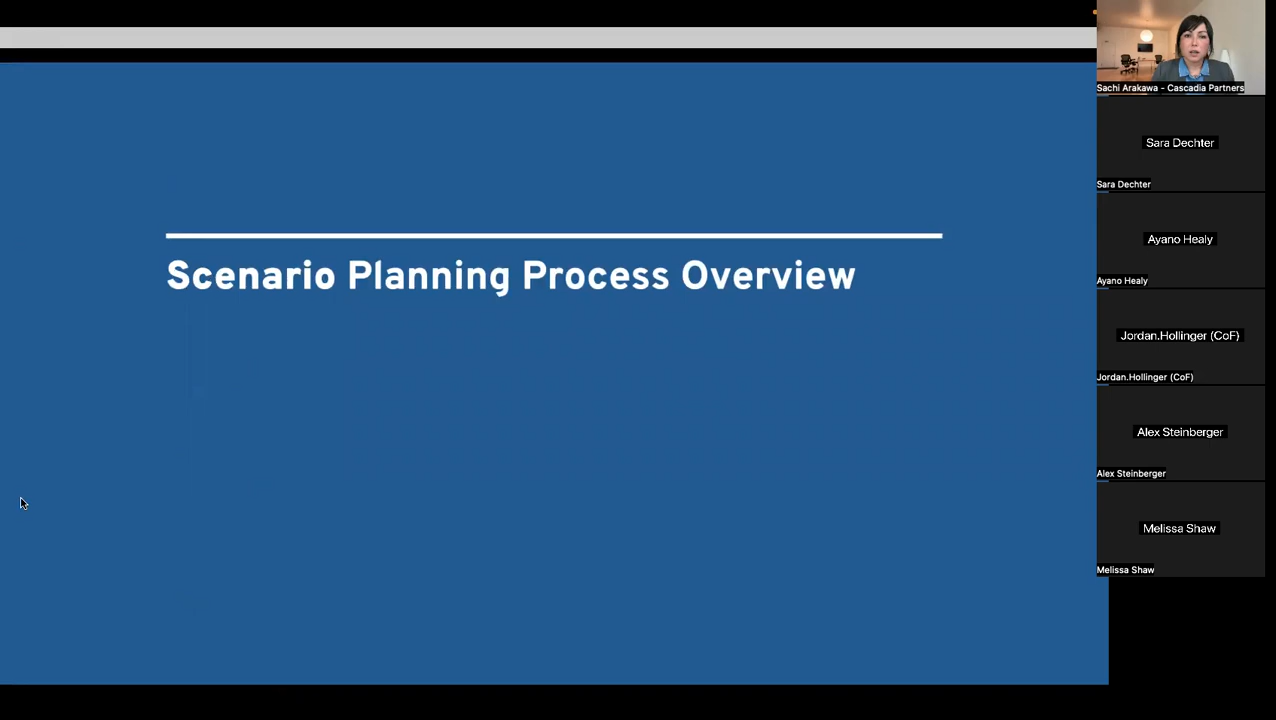 Scenario Planning Process Overview
Sachi Arakawa - Cascadia Partners
Sara Dechter
Sara Dechter
Ayano Healy
Ayano Healy
Jordan.Hollinger (CoF)
Jordan.Hollinger (CoF)
Alex Steinberger
Alex Steinberger
Melissa Shaw
Melissa Shaw